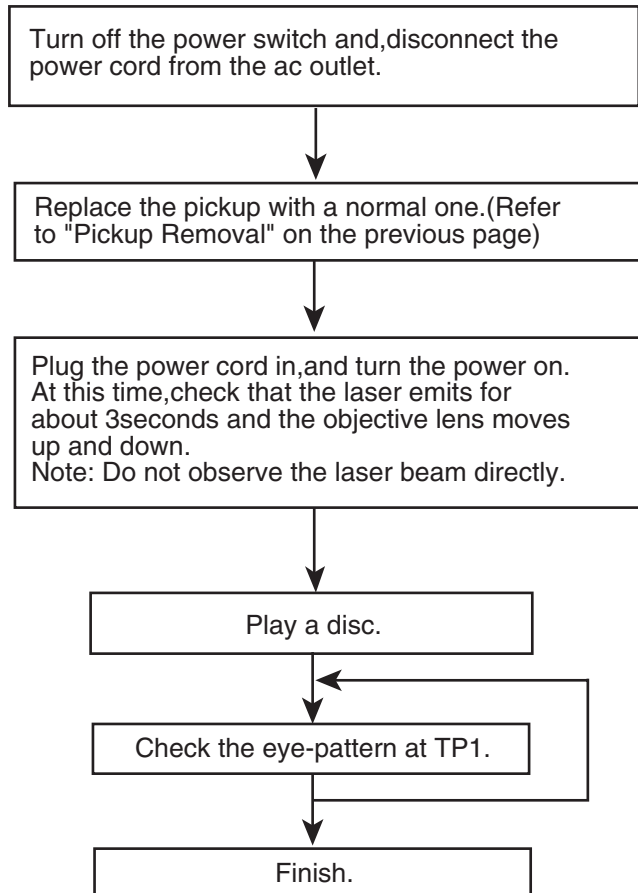 Turn off the power switch and,disconnect the
power cord from the ac outlet.
Replace the pickup with a normal one.(Refer
to "Pickup Removal" on the previous page)
Plug the power cord in,and turn the power on.
At this time,check that the laser emits for
about 3seconds and the objective lens moves
up and down.
Note: Do not observe the laser beam directly.
Play a disc.
Check the eye-pattern at TP1.
Finish.